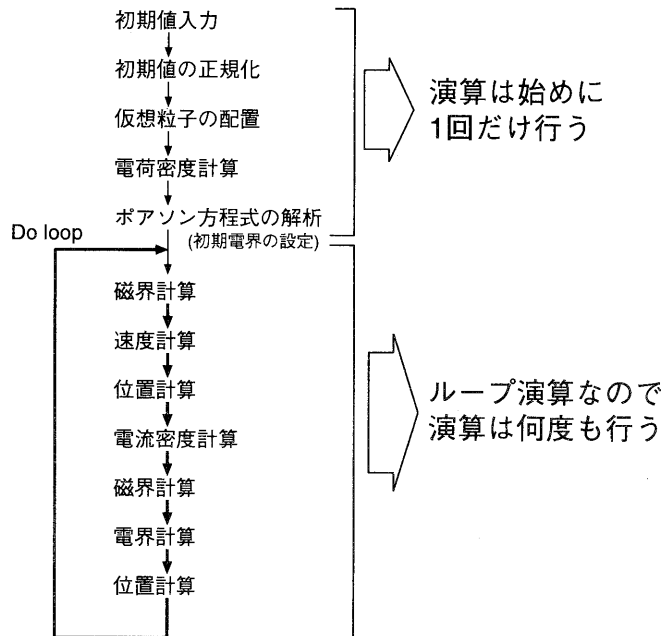 初期値入力
初期値の正規化
仮想粒子の配置
電荷密度計算
ポアソン方程式の解析
(初期電界の設定)
演算は始めに
1回だけ行う
Do loop
磁界計算
速度計算
位置計算
電流密度計算
磁界計算
電界計算
位置計算
ループ演算なので
演算は何度も行う